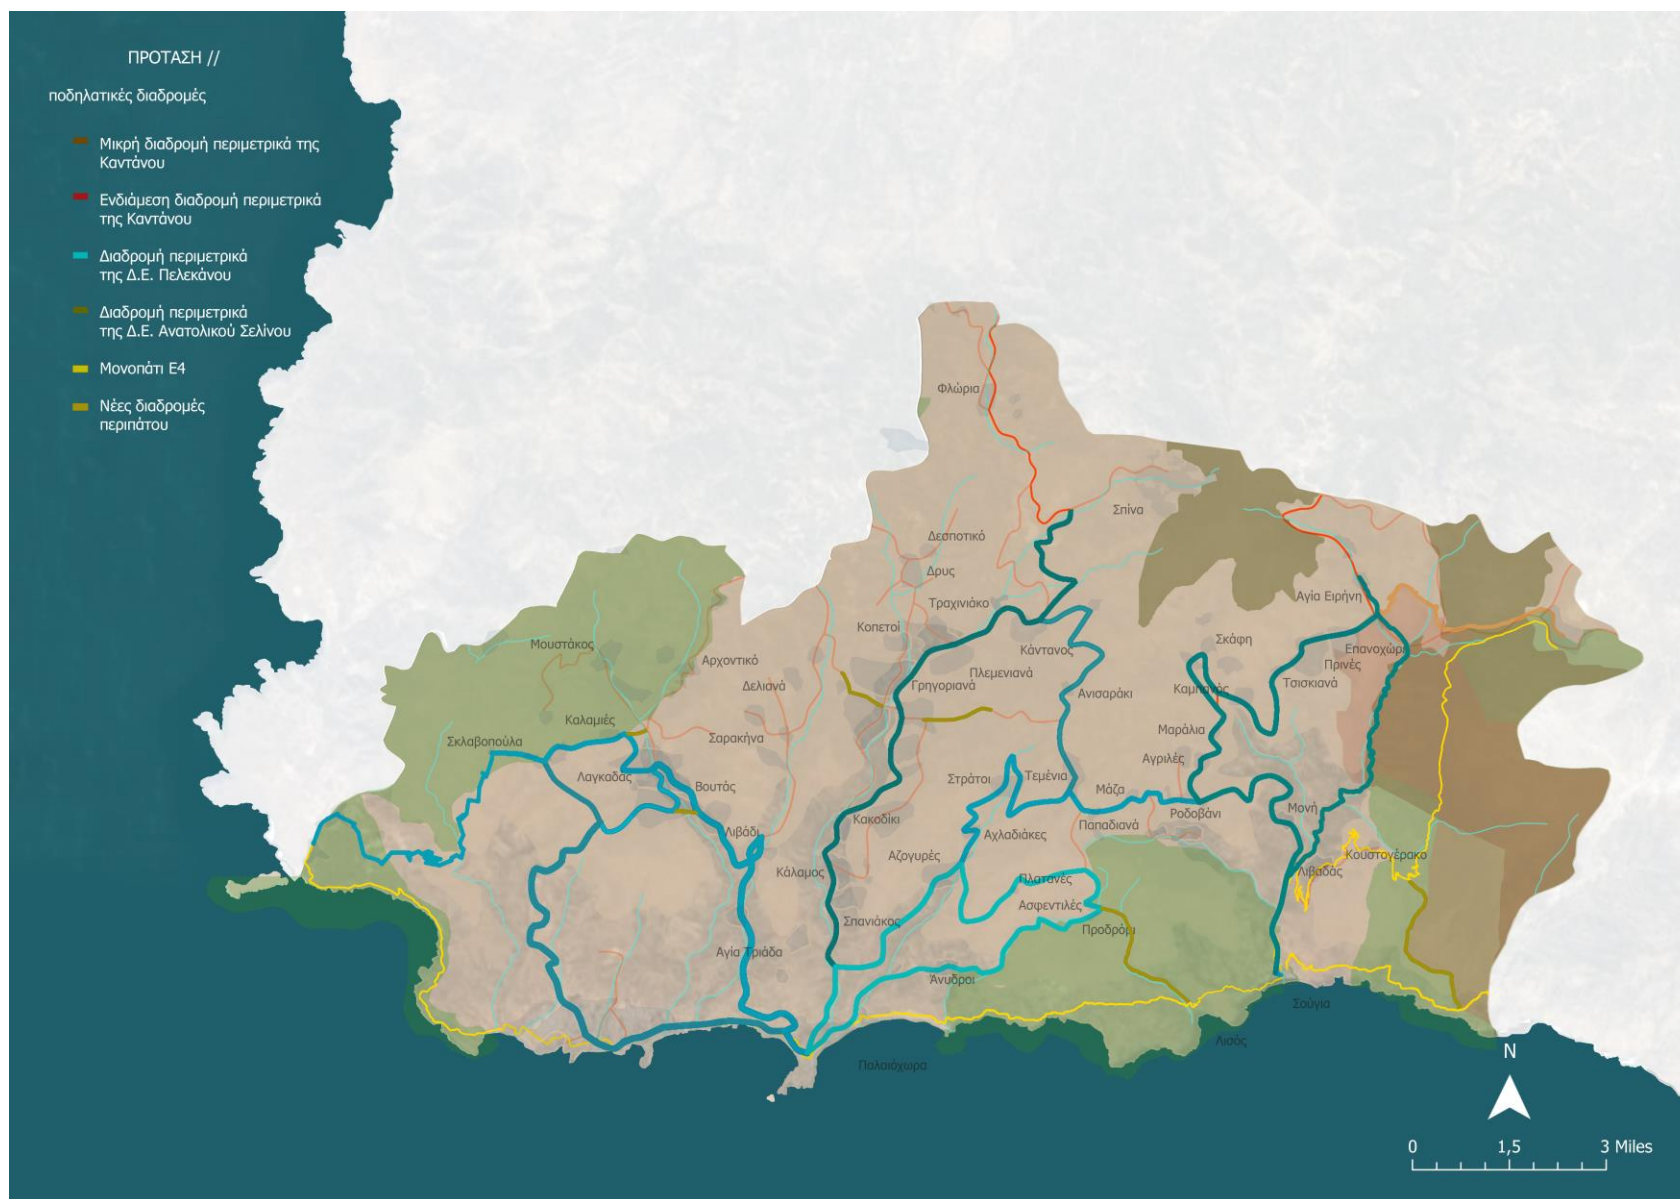 ΠΡΟΤΑΣΗ //
ποδηλατικές διαδρομές
Μικρή διαδρομή περιμετρικά της
Καντάνου
Ενδιάμεση διαδρομή περιμετρικά
της Καντάνου
Διαδρομή περιμετρικά
της Δ.Ε. Πελεκάνου
Διαδρομή περιμετρικά
της Δ.Ε. Ανατολικού Σελίνου
Μονοπάτι Ε4
Νέες διαδρομές
περιπάτου
Φλώρια
Σπίνα
Δεσποτικό
Δρυς
Αγία Ειρήνη
Τραχινιάκο
Κοπετοί
Σκάφη
Μουστάκος
Κάντανος
Επανοχώρι
Αρχοντικό
Πρινές
Πλεμενιανά
Δελιανά
Γρηγοριανά
Τσισκιανά
Καμπανός
Ανισαράκι
Καλαμιές
Μαράλια
Σαρακήνα
Σκλαβοπούλα
Αγριλές
Λαγκαδάς
Στράτοι
Τεμένια
Βουτάς
Μάζα
Μονή
Ροδοβάνι
Κακοδίκι
Παπαδιανά
Λιβάδι
Αχλαδιάκες
Αζογυρές
Κουστογέρακο
Κάλαμος
Λιβαδάς
Πλατανές
Ασφεντιλές
Σπανιάκος
Προδρόμι
Αγία Τριάδα
Άνυδροι
Σούγια
Λισός
Παλαιόχωρα
N
0 1,5 3 Miles